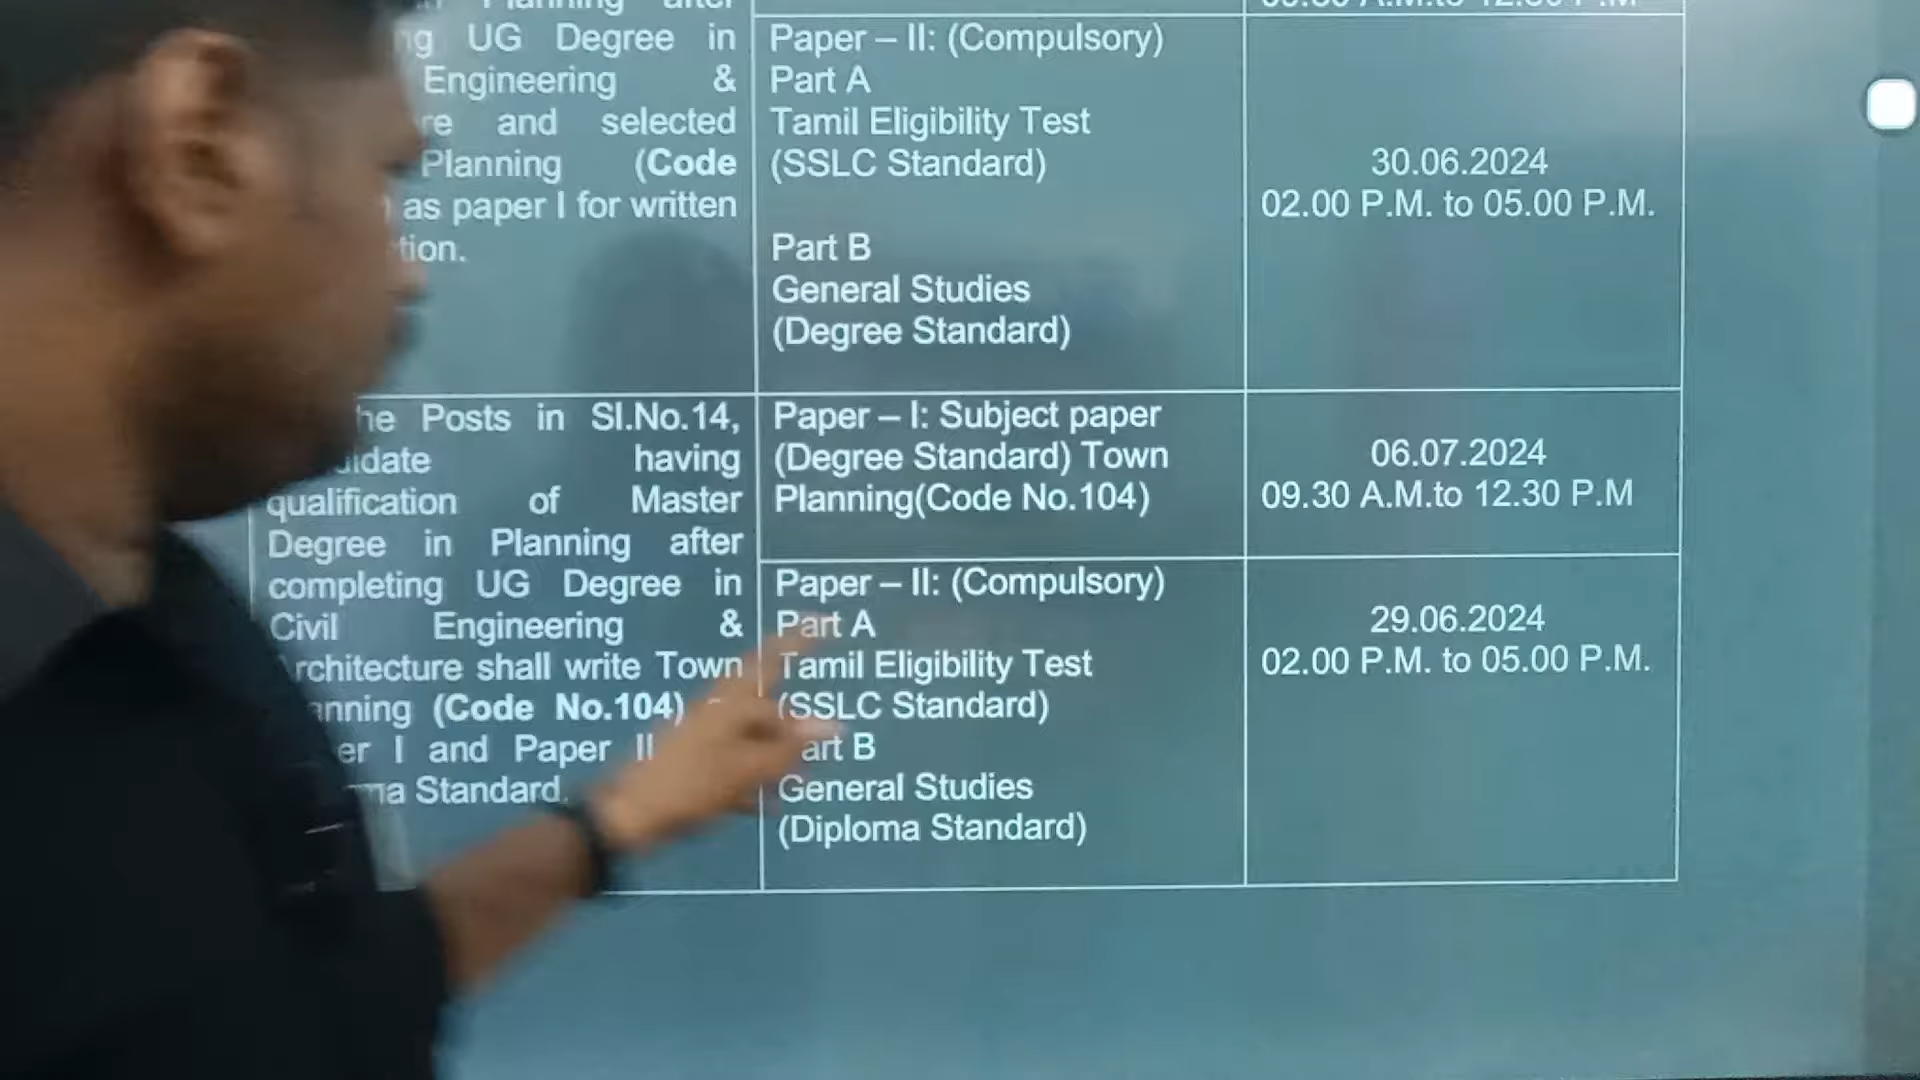 UG Degree in
Engineering &
and selected
Planning (Code
as paper I for written
Paper – II: (Compulsory)
Part A
Tamil Eligibility Test
(SSLC Standard)
Part B
General Studies
(Degree Standard)
30.06.2024
02.00 P.M. to 05.00 P.M.
Posts in Sl.No.14,
having
qualification of Master
Degree in Planning after
completing UG Degree in
Civil Engineering &
rchitecture shall write Town
anning (Code No.104)
er I and Paper II
ma Standard.
Paper – I: Subject paper
(Degree Standard) Town
Planning(Code No.104)
06.07.2024
09.30 A.M.to 12.30 P.M
Paper – II: (Compulsory)
Part A
Tamil Eligibility Test
(SSLC Standard)
art B
General Studies
(Diploma Standard)
29.06.2024
02.00 P.M. to 05.00 P.M.